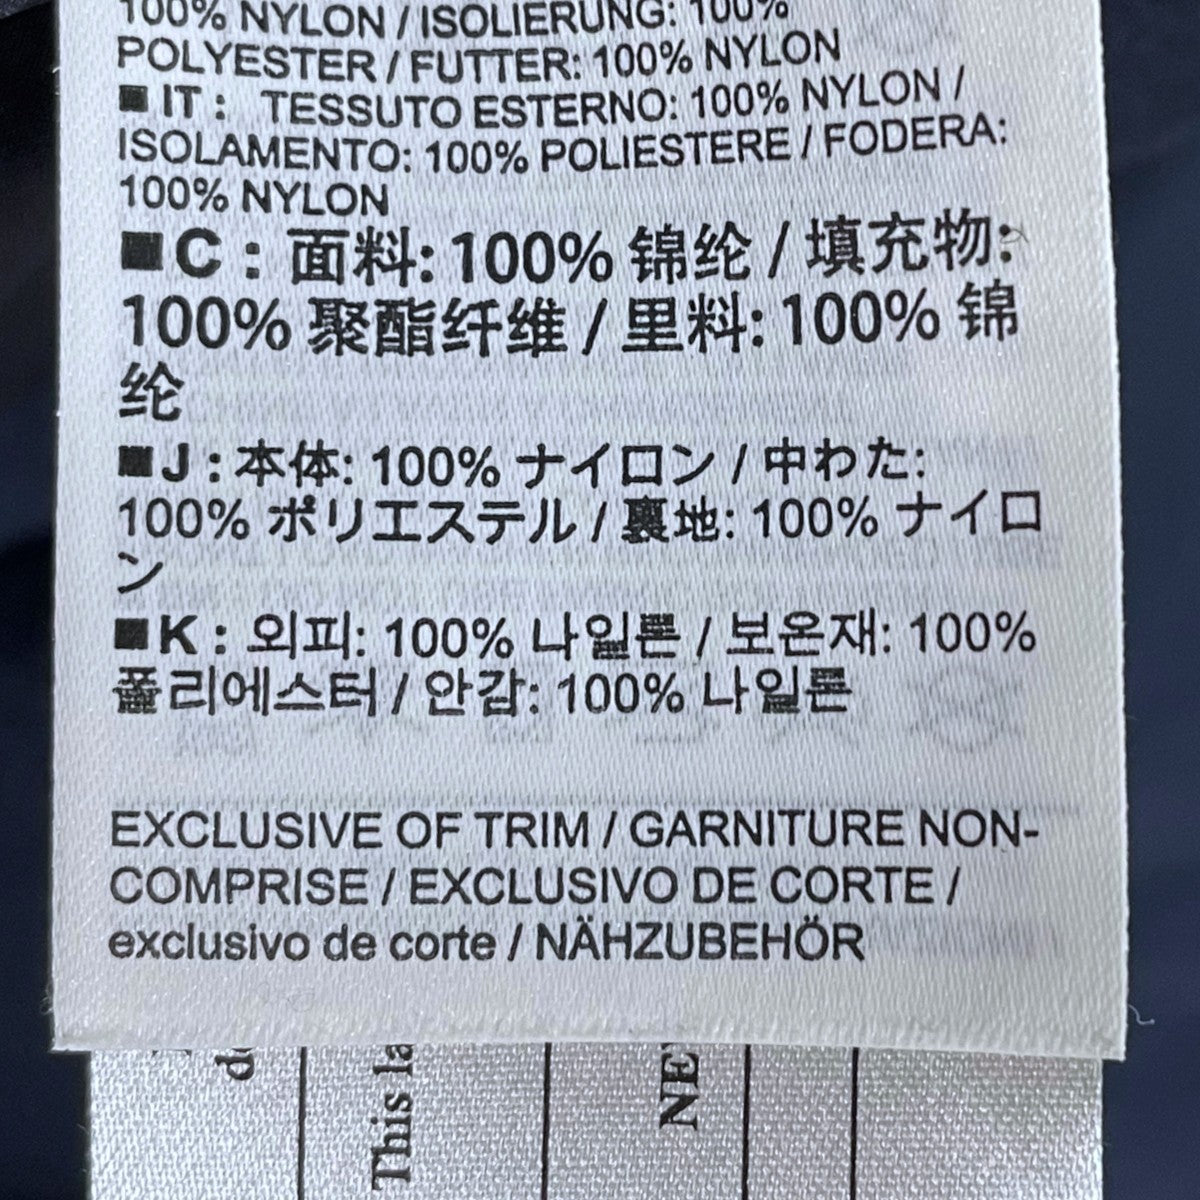 100% NYLON / ISOLIERUNG: 100%
POLYESTER / FUTTER: 100% NYLON
■ IT : TESSUTO ESTERNO: 100% NYLON /
ISOLAMENTO: 100% POLIESTERE / FODERA:
100% NYLON
■ C : 面料: 100% 锦纶 / 填充物:
100% 聚酯纤维 / 里料: 100% 锦
纶
■ J : 本体: 100% ナイロン / 中わた:
100% ポリエステル / 裏地: 100% ナイロ
ン
■ K : 외피: 100% 나일론 / 보온재: 100%
폴리에스터 / 안감: 100% 나일론
EXCLUSIVE OF TRIM / GARNITURE NON-
COMPRISE / EXCLUSIVO DE CORTE /
exclusivo de corte / NÄHZUBEHÖR
This